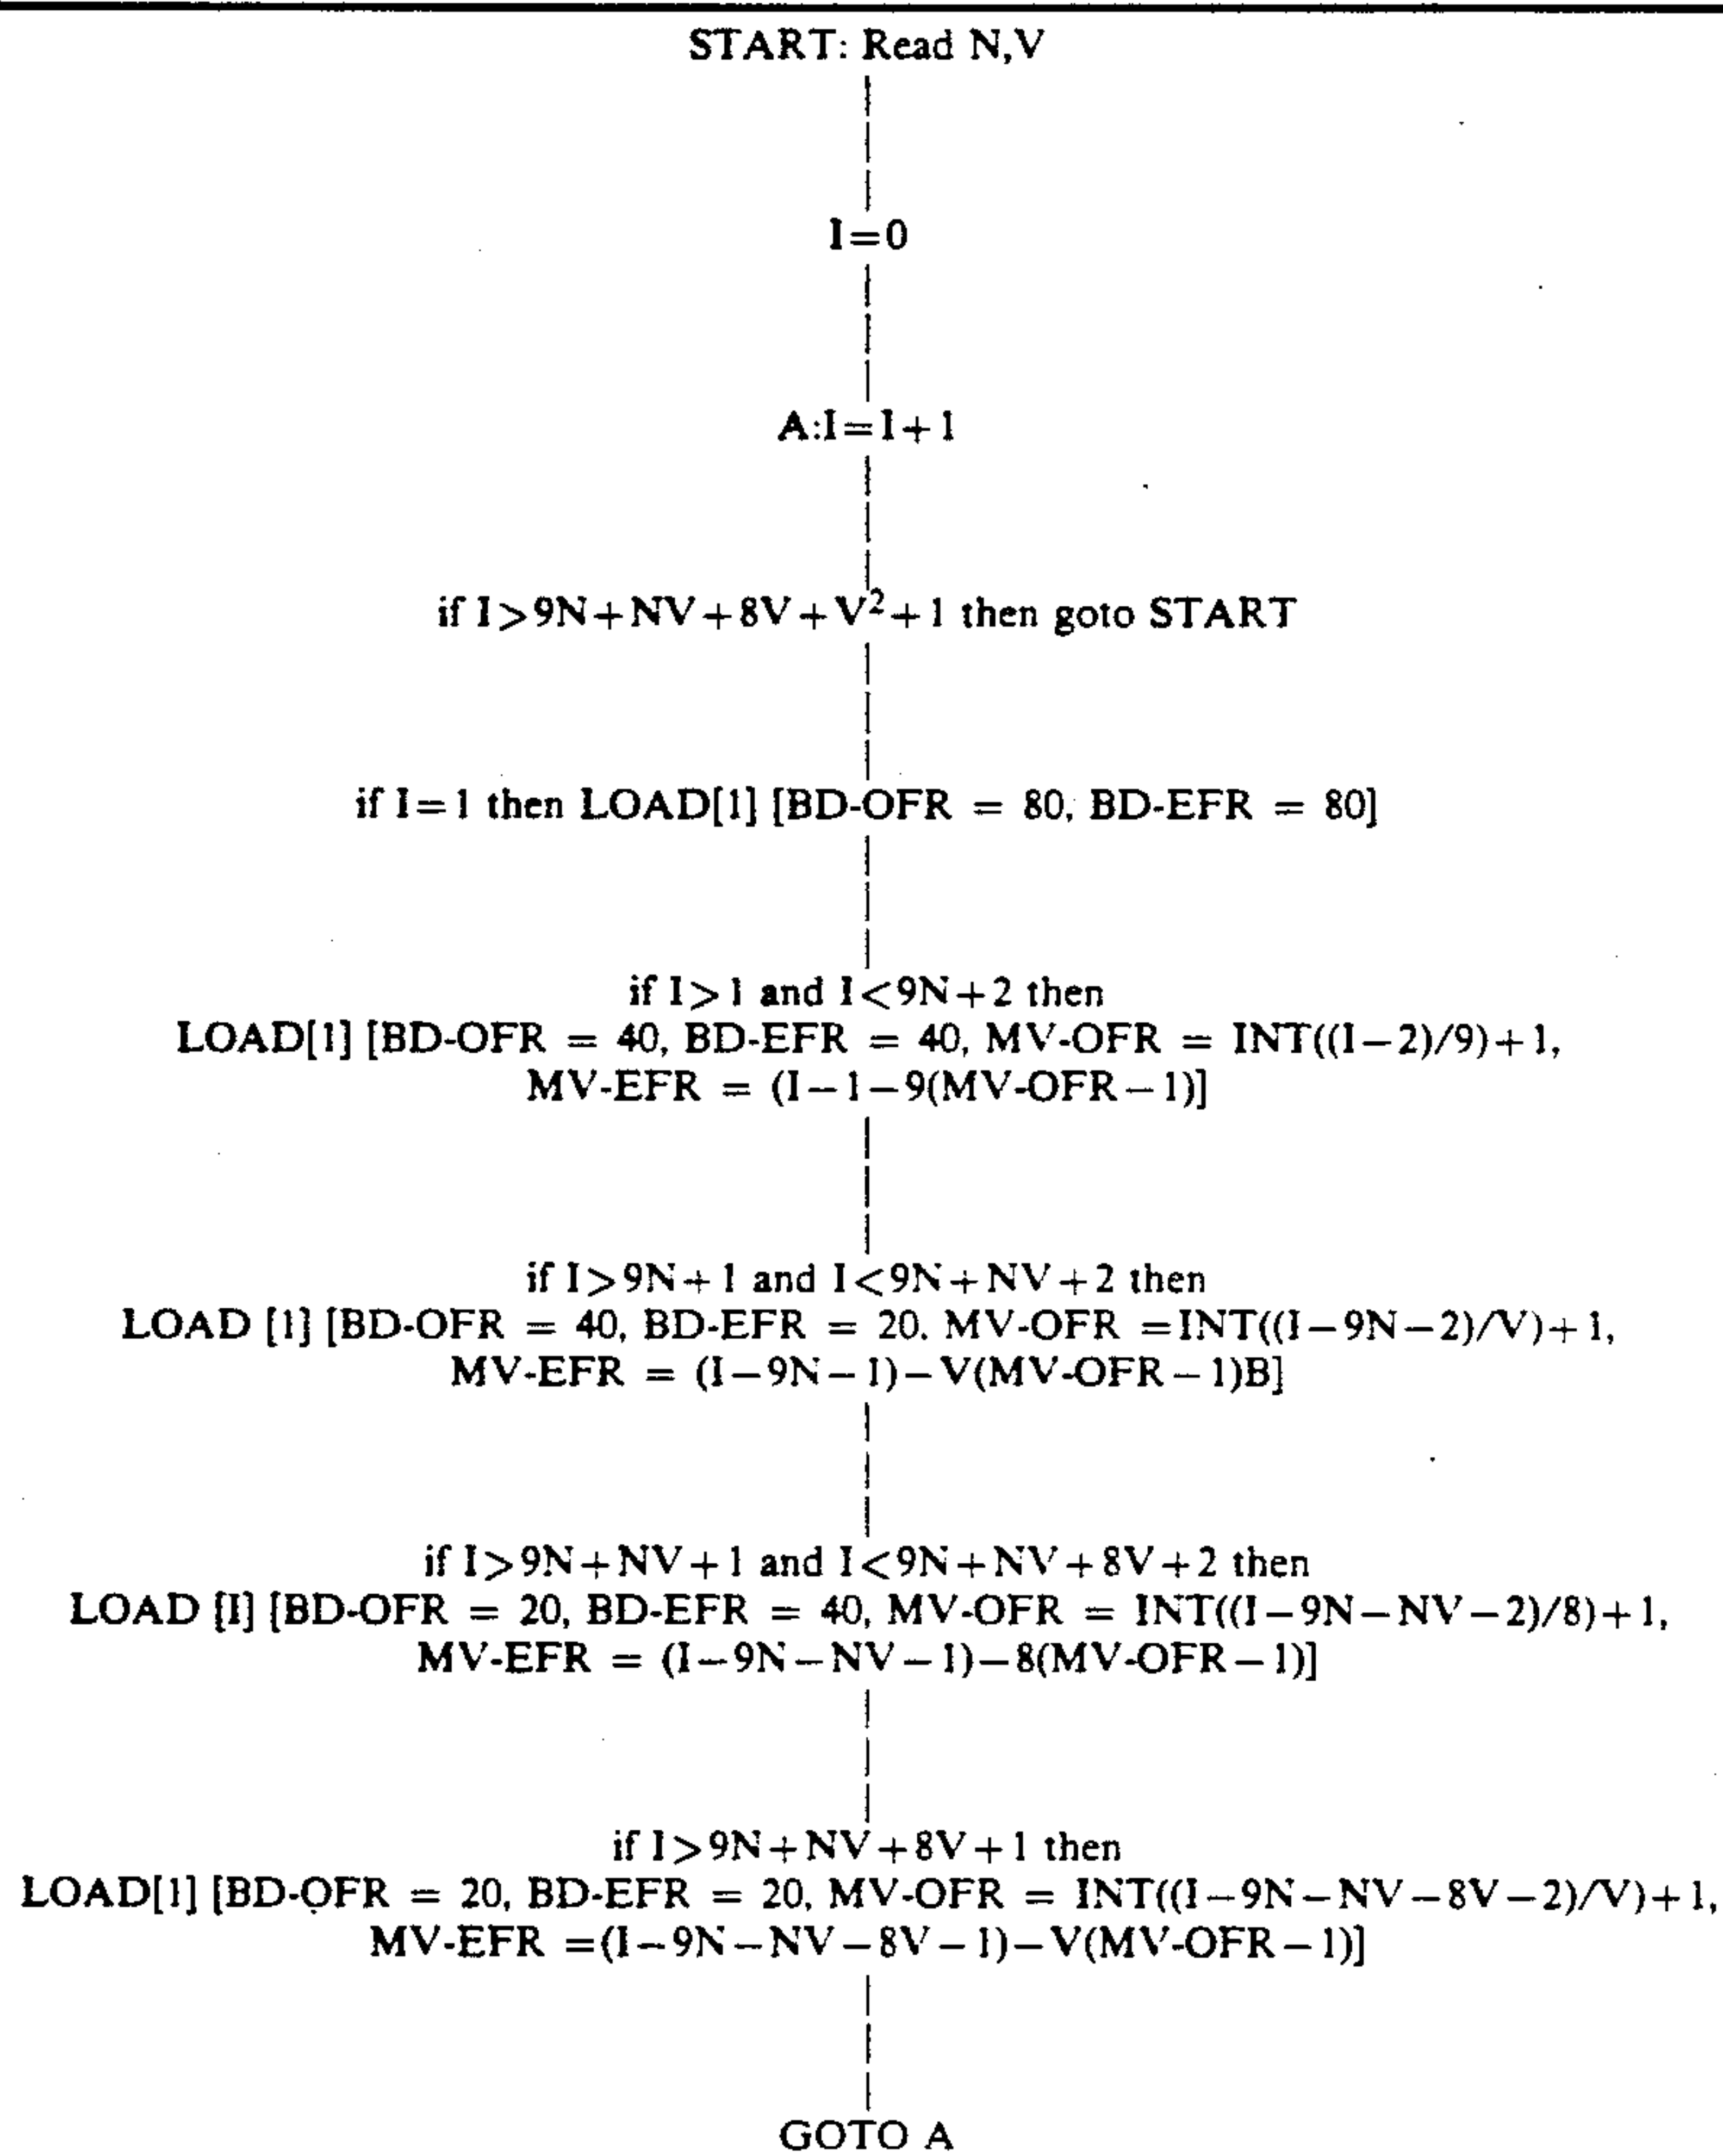 START: Read N,V
I=0
A:I=I+1
if I>9N+NV+8V+V²+1 then goto START
if I=1 then LOAD[1] [BD-OFR = 80, BD-EFR = 80]
if I>1 and I<9N+2 then
LOAD[1] [BD-OFR = 40, BD-EFR = 40, MV-OFR = INT((I-2)/9)+1,
MV-EFR = (I-1-9(MV-OFR-1)]
if I>9N+1 and I<9N+NV+2 then
LOAD [1] [BD-OFR = 40, BD-EFR = 20. MV-OFR =INT((I-9N-2)/V)+1,
MV-EFR = (I-9N-1)-V(MV-OFR-1)B]
if I>9N+NV+1 and I<9N+NV+8V+2 then
LOAD [I] [BD-OFR = 20, BD-EFR = 40, MV-OFR = INT((I-9N-NV-2)/8)+1,
MV-EFR = (I-9N-NV-1)-8(MV-OFR-1)]
if I>9N+NV+8V+1 then
LOAD[1] [BD-OFR = 20, BD-EFR = 20, MV-OFR = INT((I-9N-NV-8V-2)/V)+1,
MV-EFR =(I-9N-NV-8V-1)-V(MV-OFR-1)]
GOTO A